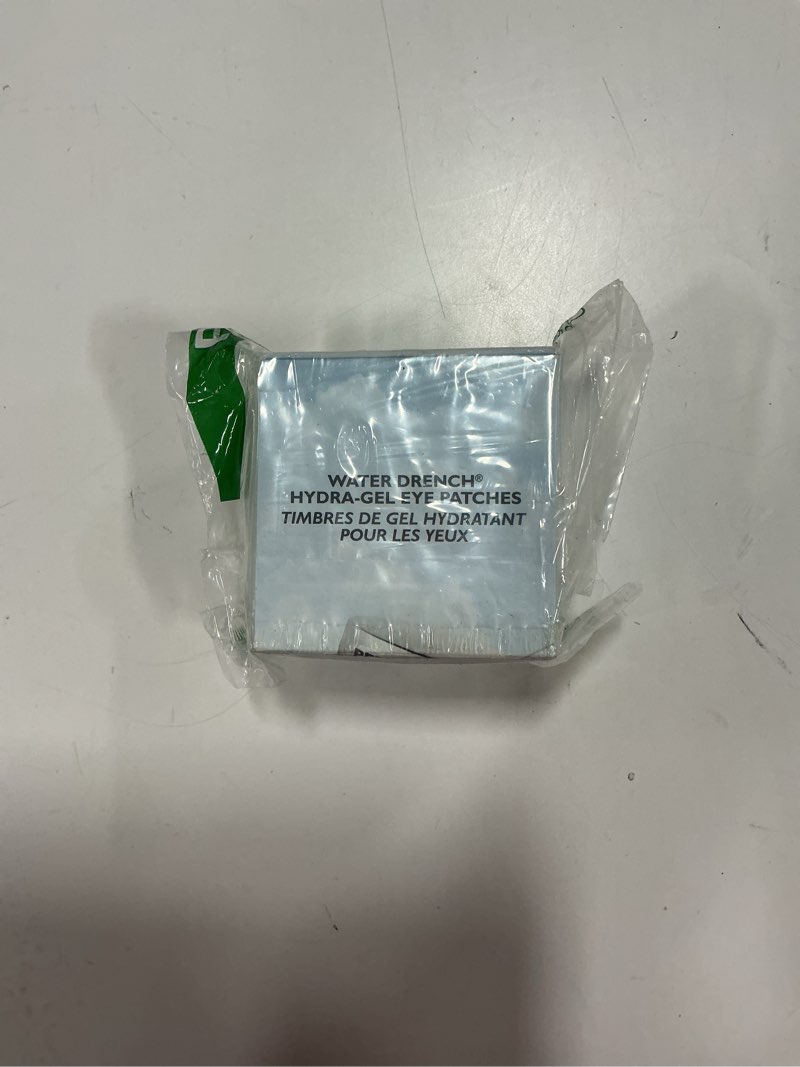 WATER DRENCH®
HYDRA-GEL EYE PATCHES
TIMBRES DE GEL HYDRATANT
POUR LES YEUX